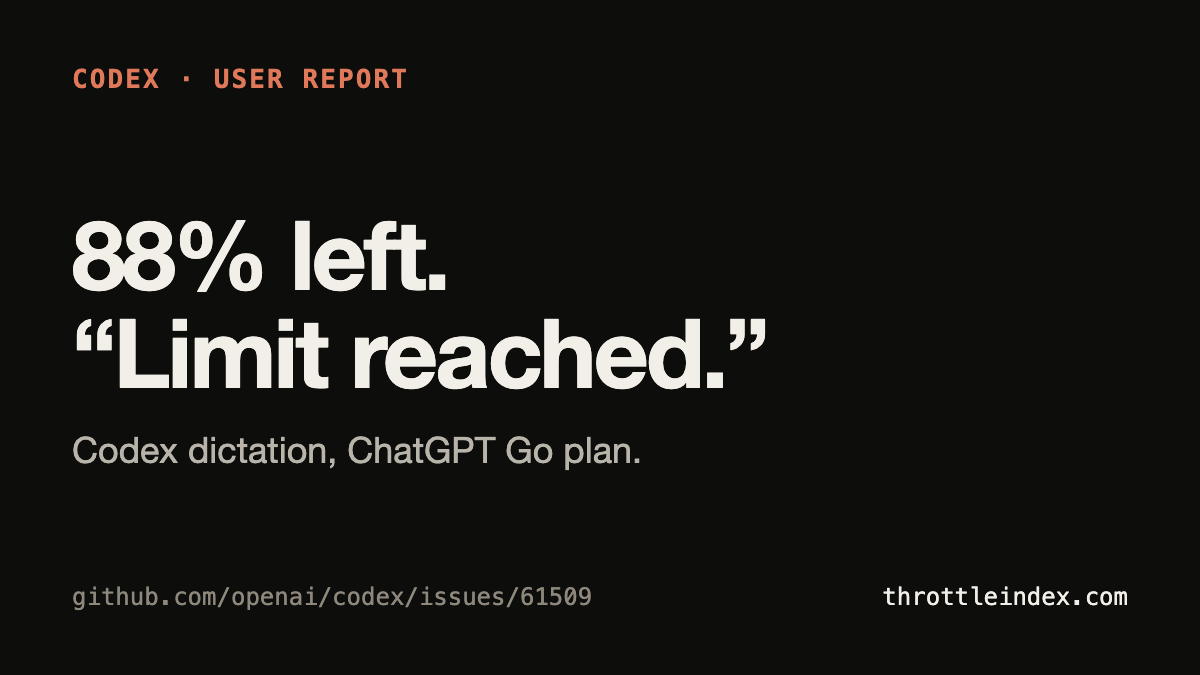 CODEX · USER REPORT
88% left.
“Limit reached.”
Codex dictation, ChatGPT Go plan.
github.com/openai/codex/issues/61509
throttleindex.com